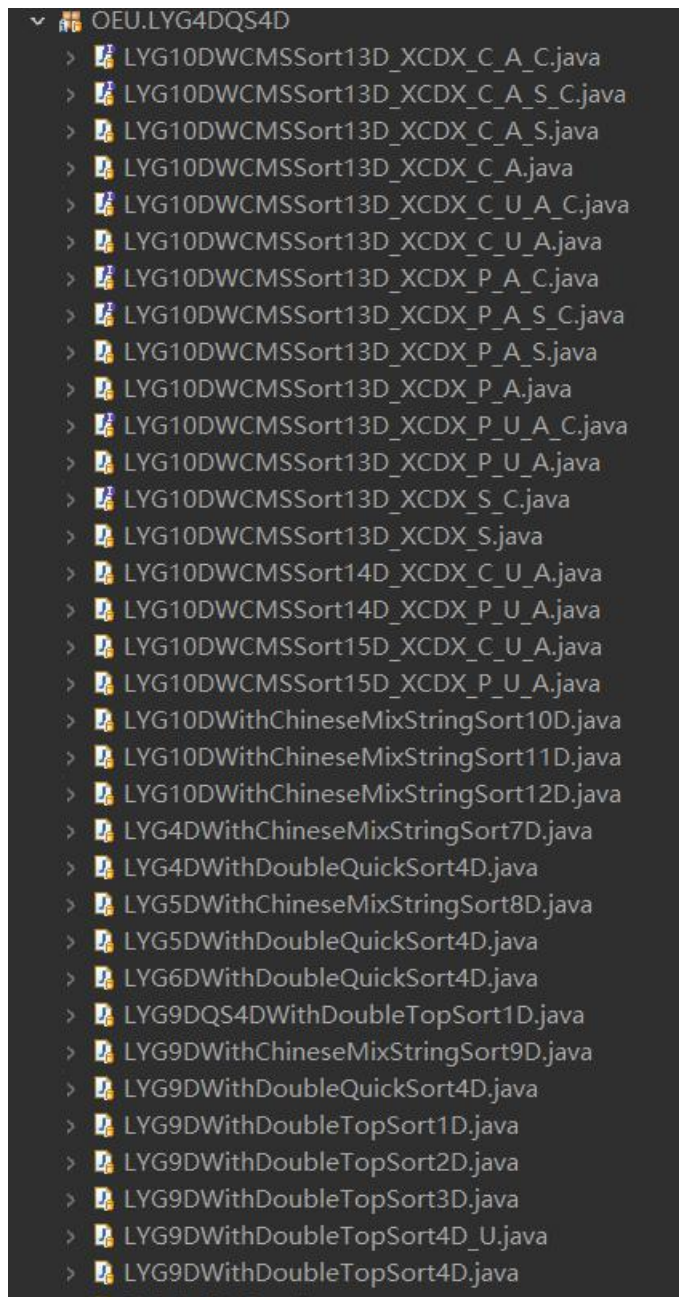 OEU.LYG4DQS4D
LYG10DWCMSSort13D_XCDX_C_A_C.java
LYG10DWCMSSort13D_XCDX_C_A_S_C.java
LYG10DWCMSSort13D_XCDX_C_A_S.java
LYG10DWCMSSort13D_XCDX_C_A.java
LYG10DWCMSSort13D_XCDX_C_U_A_C.java
LYG10DWCMSSort13D_XCDX_C_U_A.java
LYG10DWCMSSort13D_XCDX_P_A_C.java
LYG10DWCMSSort13D_XCDX_P_A_S_C.java
LYG10DWCMSSort13D_XCDX_P_A_S.java
LYG10DWCMSSort13D_XCDX_P_A.java
LYG10DWCMSSort13D_XCDX_P_U_A_C.java
LYG10DWCMSSort13D_XCDX_P_U_A.java
LYG10DWCMSSort13D_XCDX_S_C.java
LYG10DWCMSSort13D_XCDX_S.java
LYG10DWCMSSort14D_XCDX_C_U_A.java
LYG10DWCMSSort14D_XCDX_P_U_A.java
LYG10DWCMSSort15D_XCDX_C_U_A.java
LYG10DWCMSSort15D_XCDX_P_U_A.java
LYG10DWithChineseMixStringSort10D.java
LYG10DWithChineseMixStringSort11D.java
LYG10DWithChineseMixStringSort12D.java
LYG4DWithChineseMixStringSort7D.java
LYG4DWithDoubleQuickSort4D.java
LYG5DWithChineseMixStringSort8D.java
LYG5DWithDoubleQuickSort4D.java
LYG6DWithDoubleQuickSort4D.java
LYG9DQS4DWithDoubleTopSort1D.java
LYG9DWithChineseMixStringSort9D.java
LYG9DWithDoubleQuickSort4D.java
LYG9DWithDoubleTopSort1D.java
LYG9DWithDoubleTopSort2D.java
LYG9DWithDoubleTopSort3D.java
LYG9DWithDoubleTopSort4D_U.java
LYG9DWithDoubleTopSort4D.java